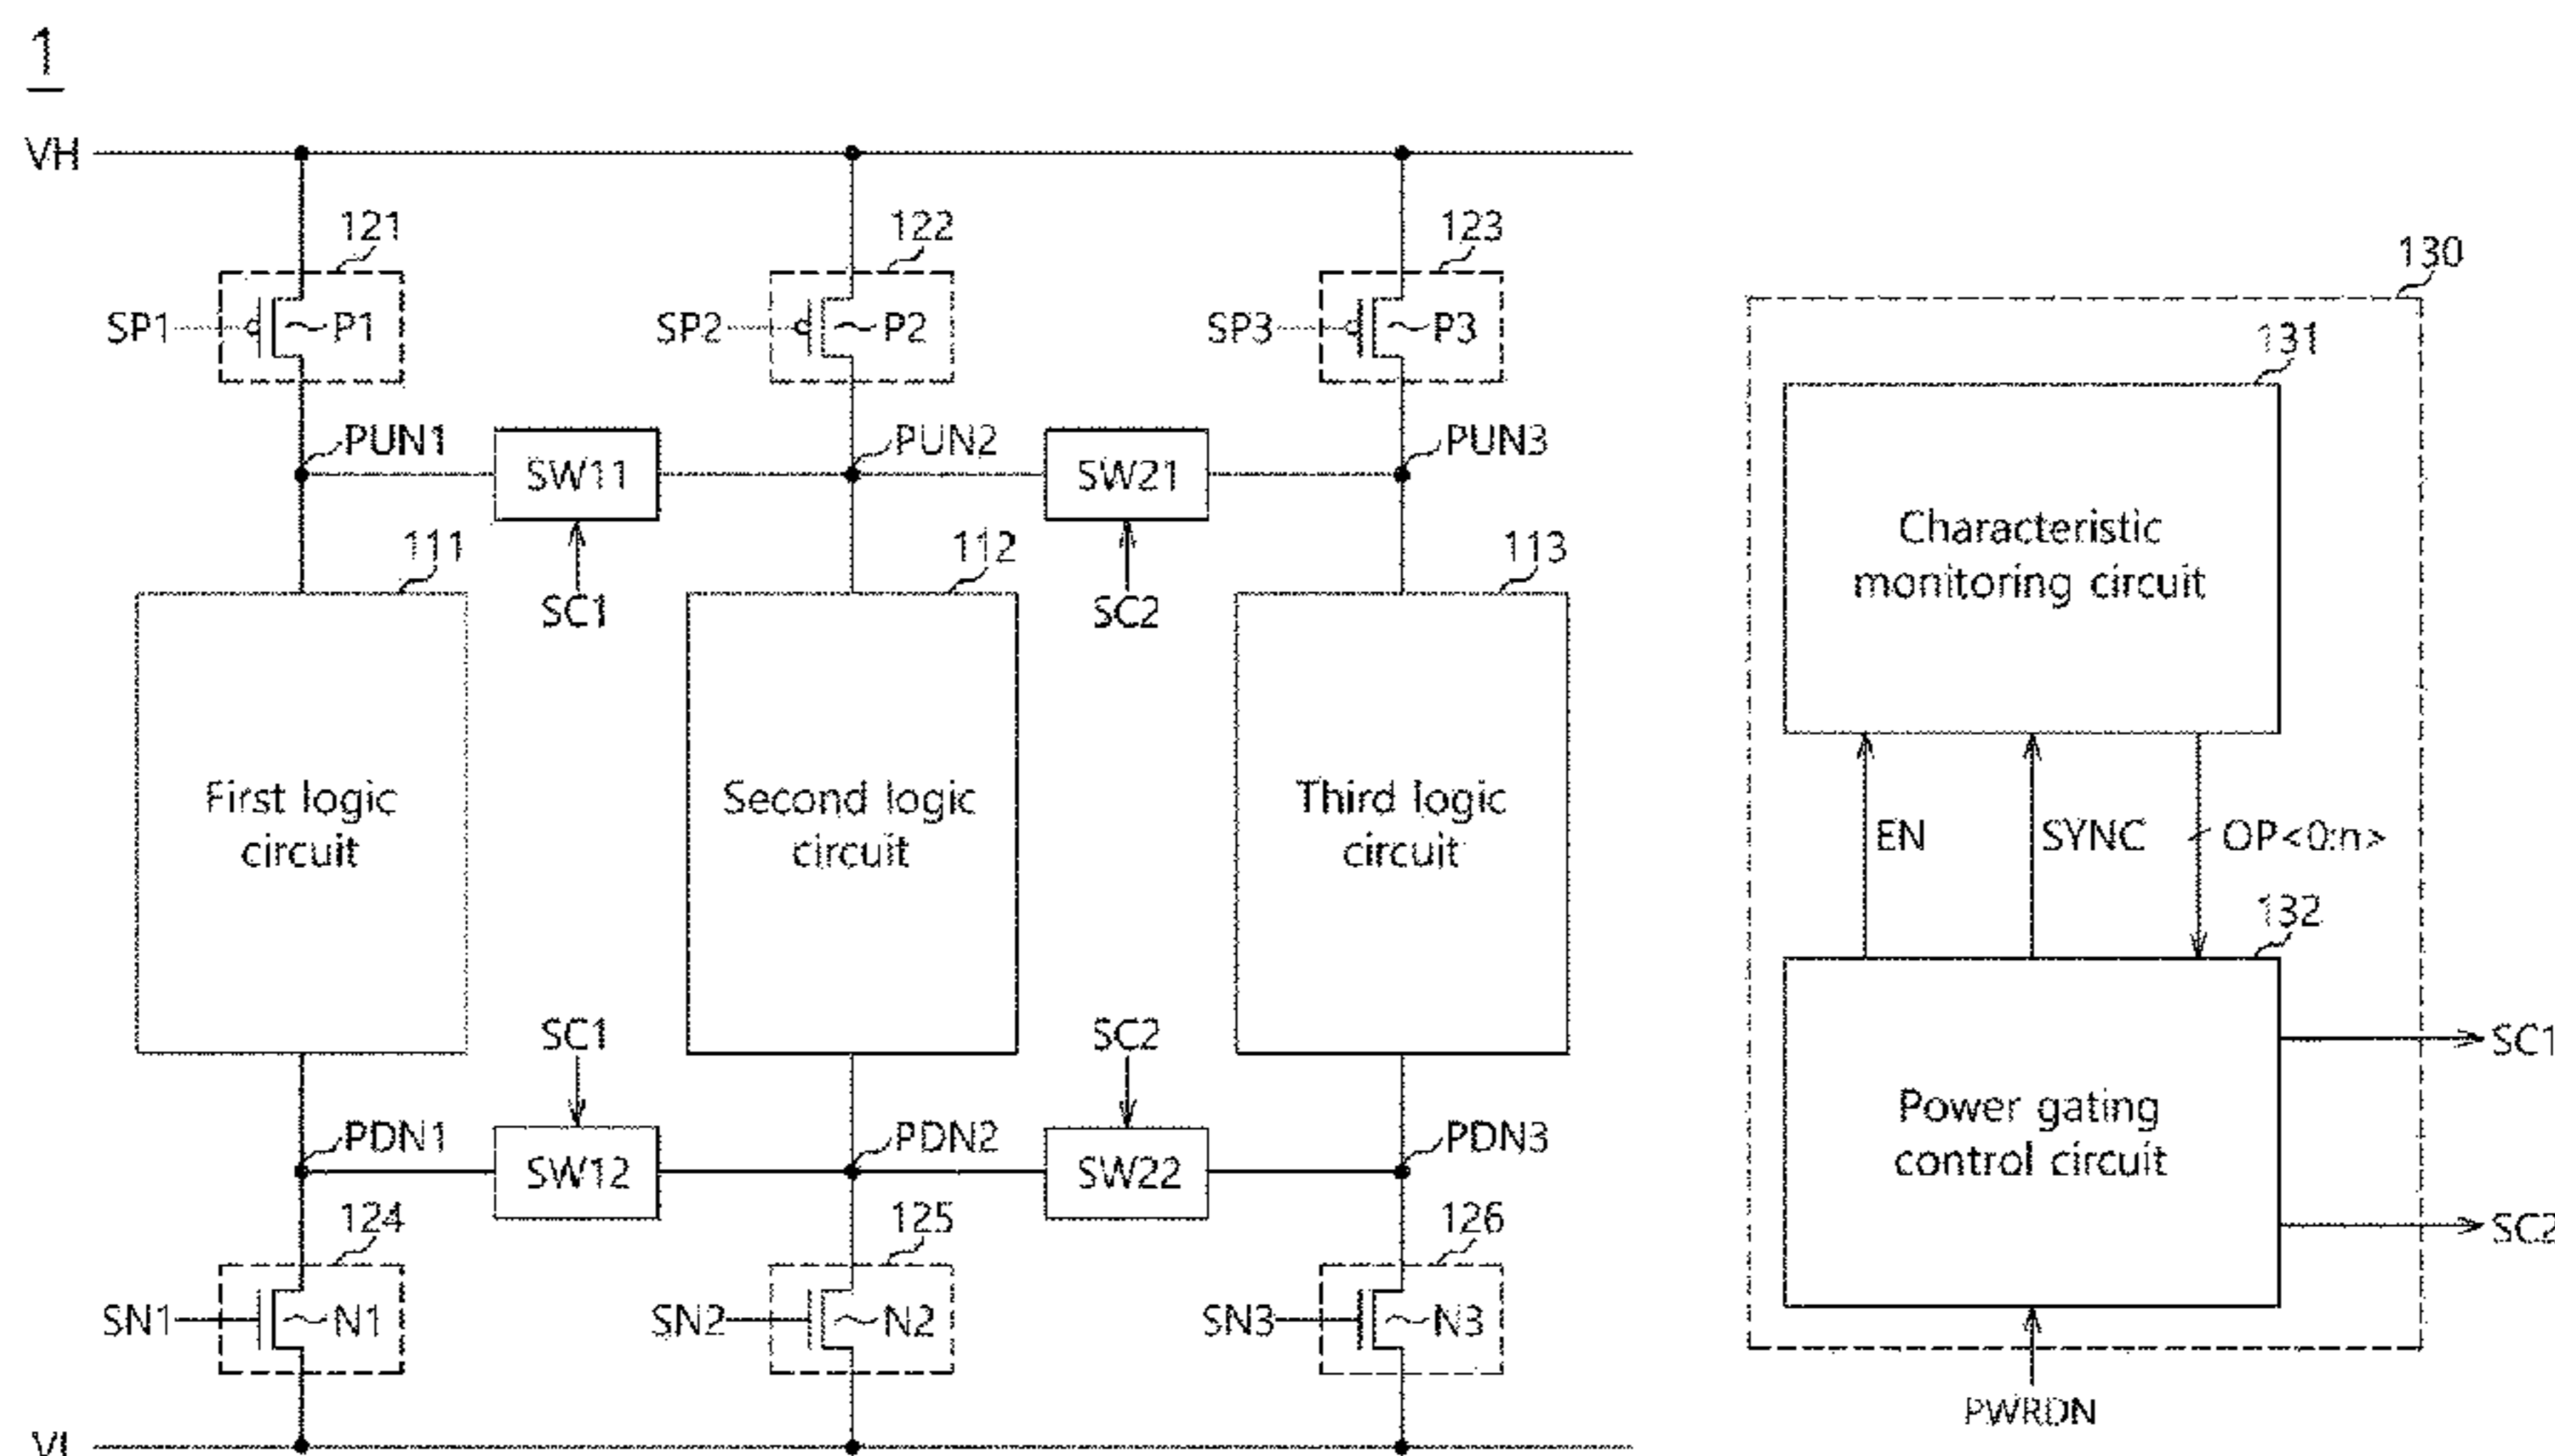 1
VH
121
122
123
130
SP1
P1
SP2
P2
SP3
P3
131
PUN1
SW11
PUN2
SW21
PUN3
111
SC1
112
SC2
113
Characteristic
monitoring circuit
First logic
circuit
Second logic
circuit
Third logic
circuit
EN
SYNC
OP<0:n>
132
SC1
SC2
SC1
PDN1
SW12
PDN2
SW22
PDN3
Power gating
control circuit
124
125
126
SC2
SN1
N1
SN2
N2
SN3
N3
PWRDN
VL